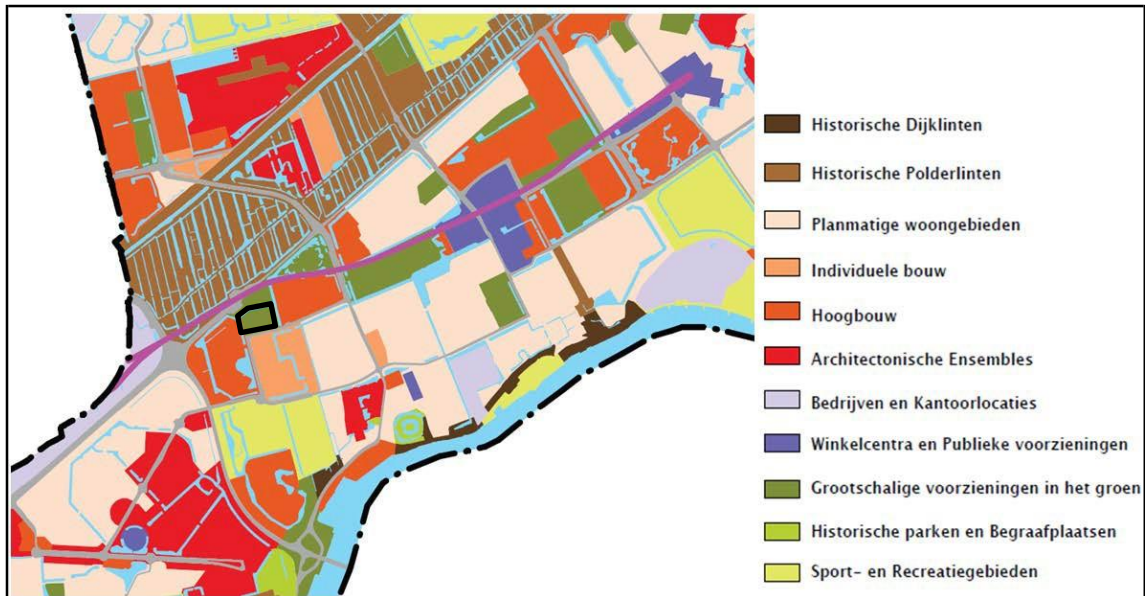 Historische Dijklinten
Historische Polderlinten
Planmatige woongebieden
Individuele bouw
Hoogbouw
Architectonische Ensembles
Bedrijven en Kantoorlocaties
Winkelcentra en Publieke voorzieningen
Grootschalige voorzieningen in het groen
Historische parken en Begraafplaatsen
Sport- en Recreatiegebieden